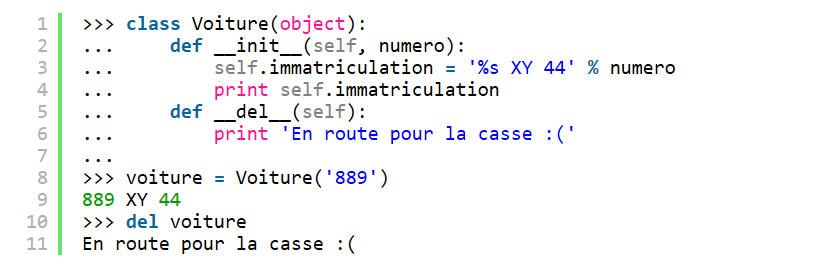 1 >>> class Voiture(object):
2 ...     def __init__(self, numero):
3 ...         self.immatriculation = '%s XY 44' % numero
4 ...         print self.immatriculation
5 ...     def __del__(self):
6 ...         print 'En route pour la casse :('
7 ...
8 >>> voiture = Voiture('889')
9 889 XY 44
10 >>> del voiture
11 En route pour la casse :(